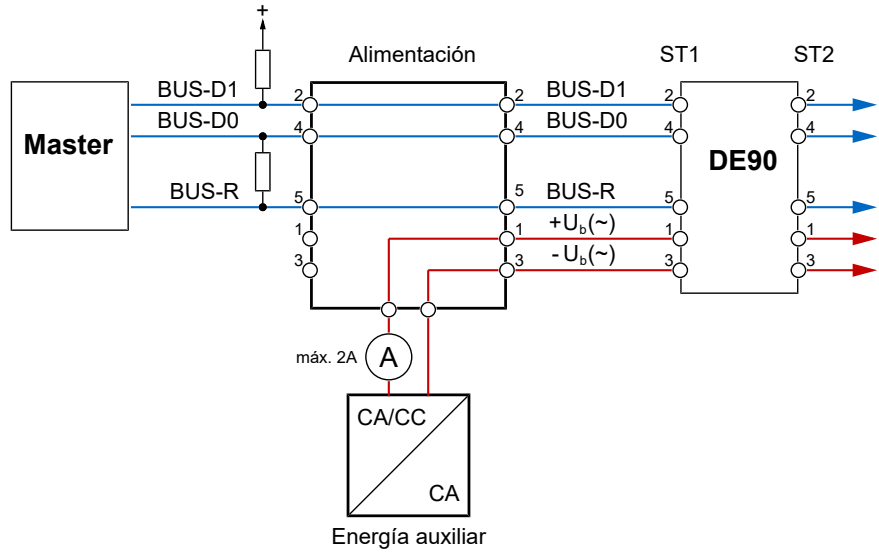 +
Alimentación
ST1
ST2
BUS-D1
2
2
BUS-D1
2
2
BUS-D0
4
4
BUS-D0
4
4
Master
DE90
BUS-R
5
5
BUS-R
5
5
1
1
+U_b(~)
1
1
3
3
-U_b(~)
3
3
máx. 2A
A
CA/CC
CA
Energía auxiliar